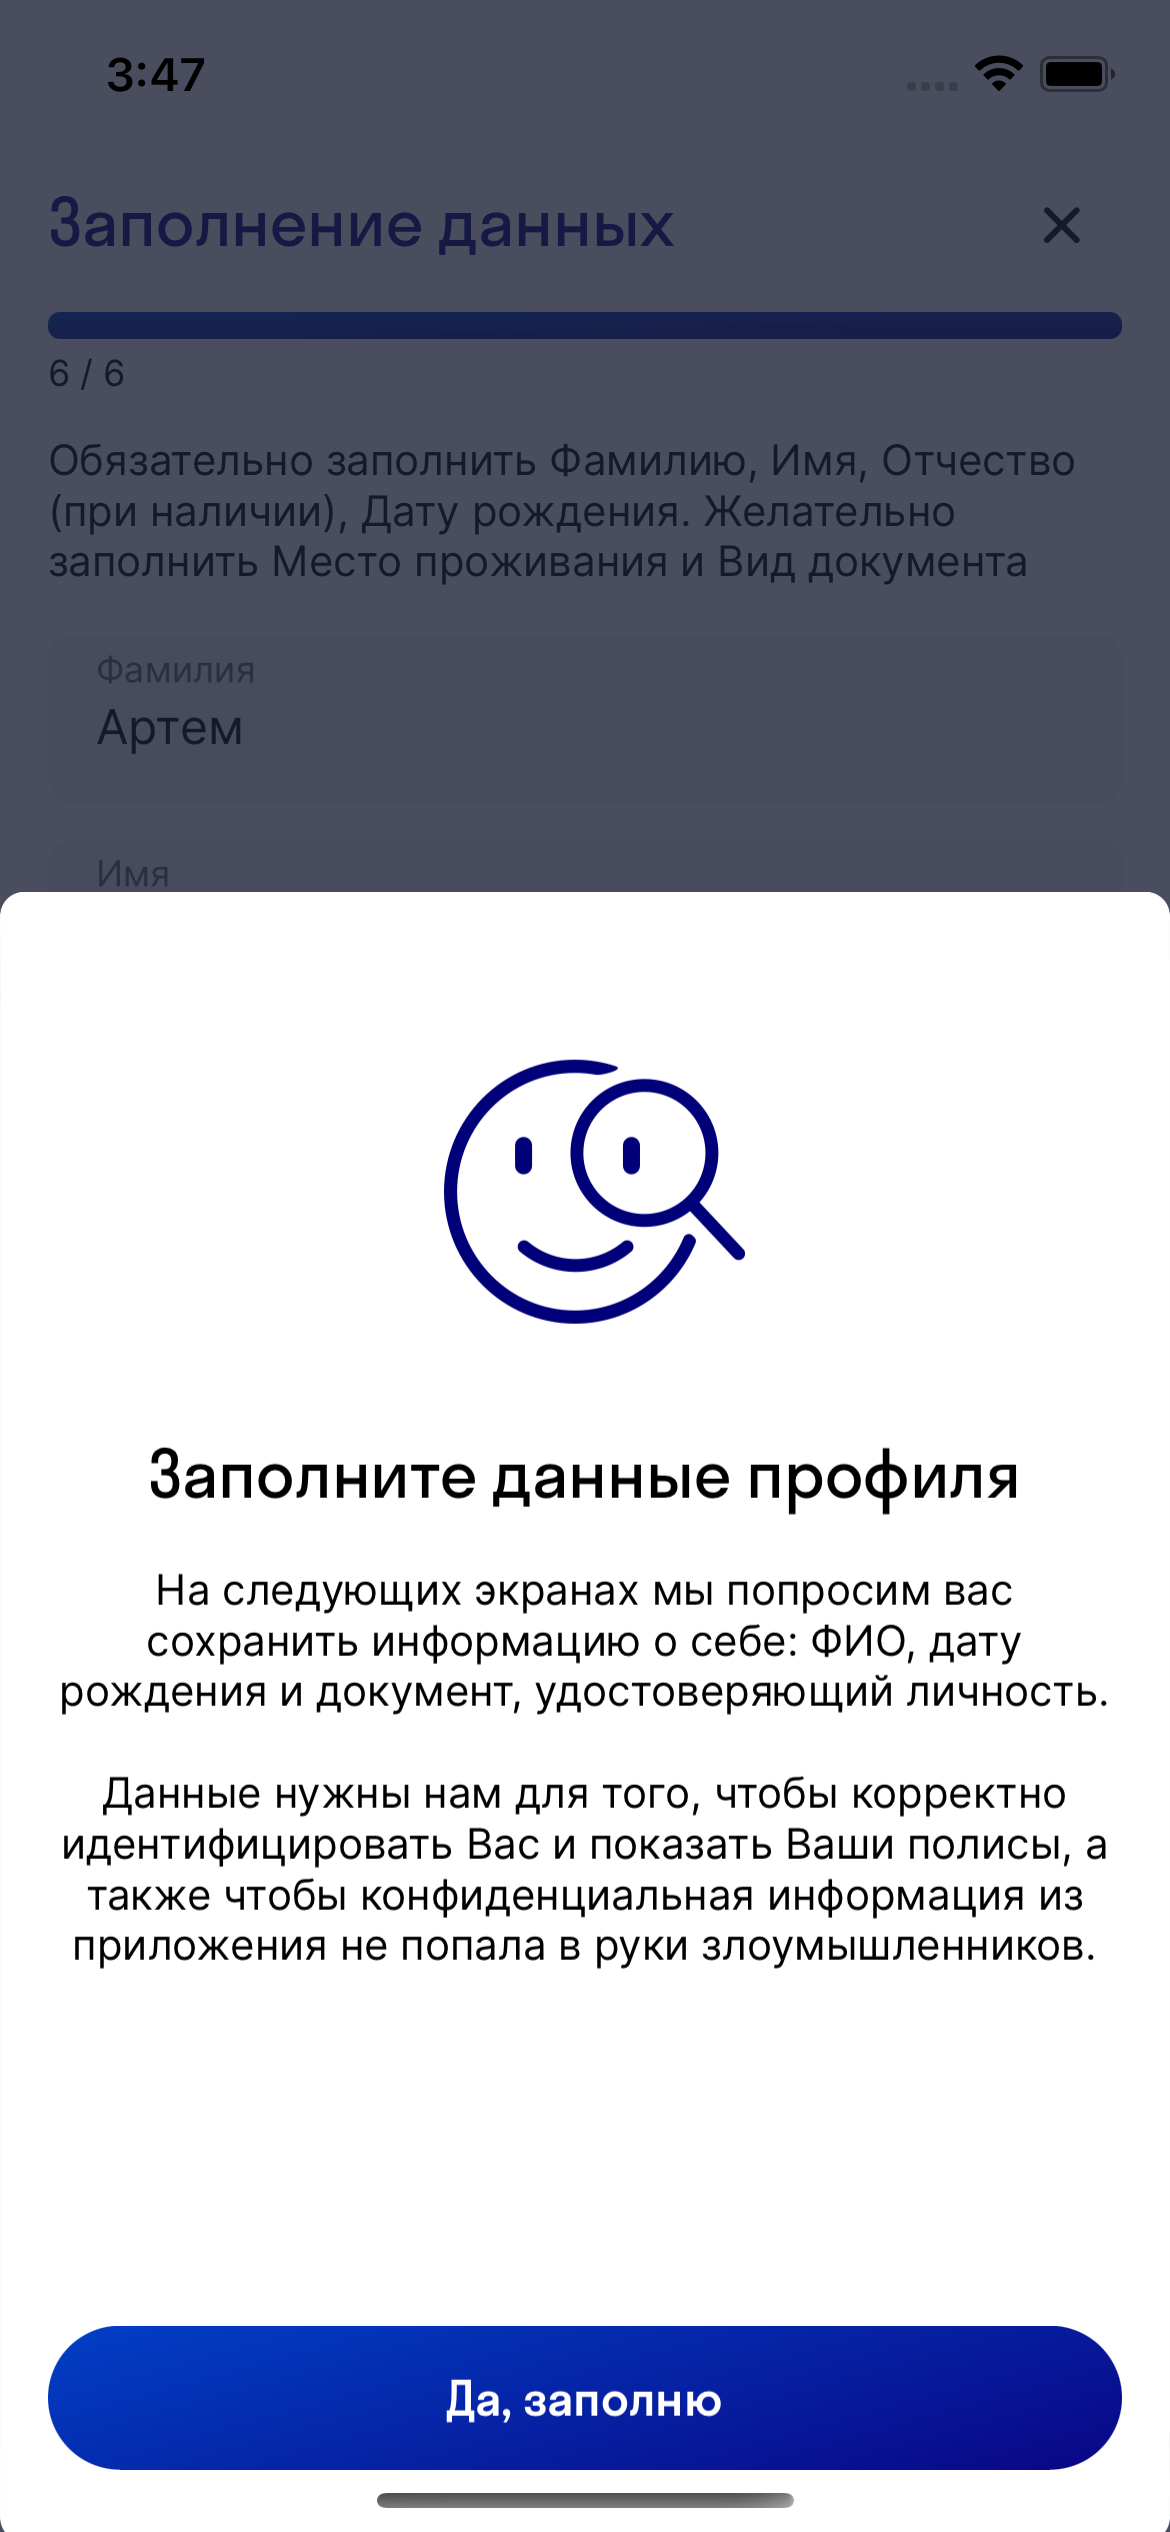 3:47
Заполнение данных
6 / 6
Обязательно заполнить Фамилию, Имя, Отчество
(при наличии), Дату рождения. Желательно
заполнить Место проживания и Вид документа
Фамилия
Артем
Имя
Заполните данные профиля
На следующих экранах мы попросим вас
сохранить информацию о себе: ФИО, дату
рождения и документ, удостоверяющий личность.
Данные нужны нам для того, чтобы корректно
идентифицировать Вас и показать Ваши полисы, а
также чтобы конфиденциальная информация из
приложения не попала в руки злоумышленников.
Да, заполню